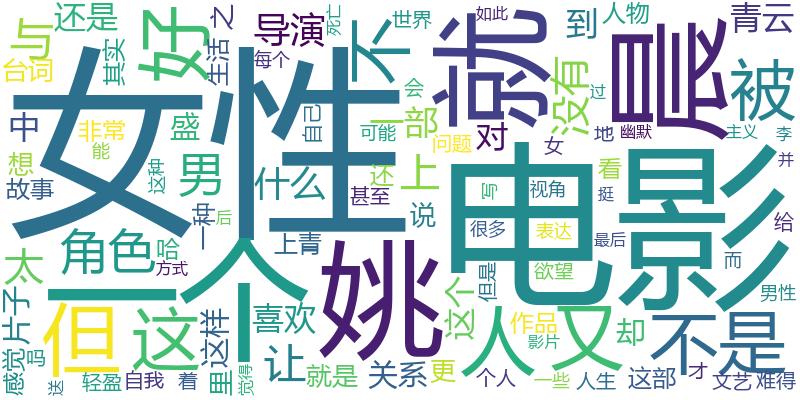 还是
导演
死亡
世界
人物
青云
与
台词
其实
生活
之
每个
好
不
就
如此
到
晨
被
中
非常
盛
自己
会
一部
没有
过
地
幽默
主义
李
想
能
这种
男
什么
可能
问题
对
女
看
并
故事
女性
还
甚至
上
写
视角
挺
给
角色
哈
一种
后
上青
说
很多
表达
最后
而
太
方式
一个
姚
电影
但是
欲望
男性
片子
但
这
这样
喜欢
这个
人
又
作品
却
不是
影片
感觉
吗
让
就是
关系
更
个人
一些
人生
这部
才
文艺
难得
送
轻盈
自我
着
里
觉得